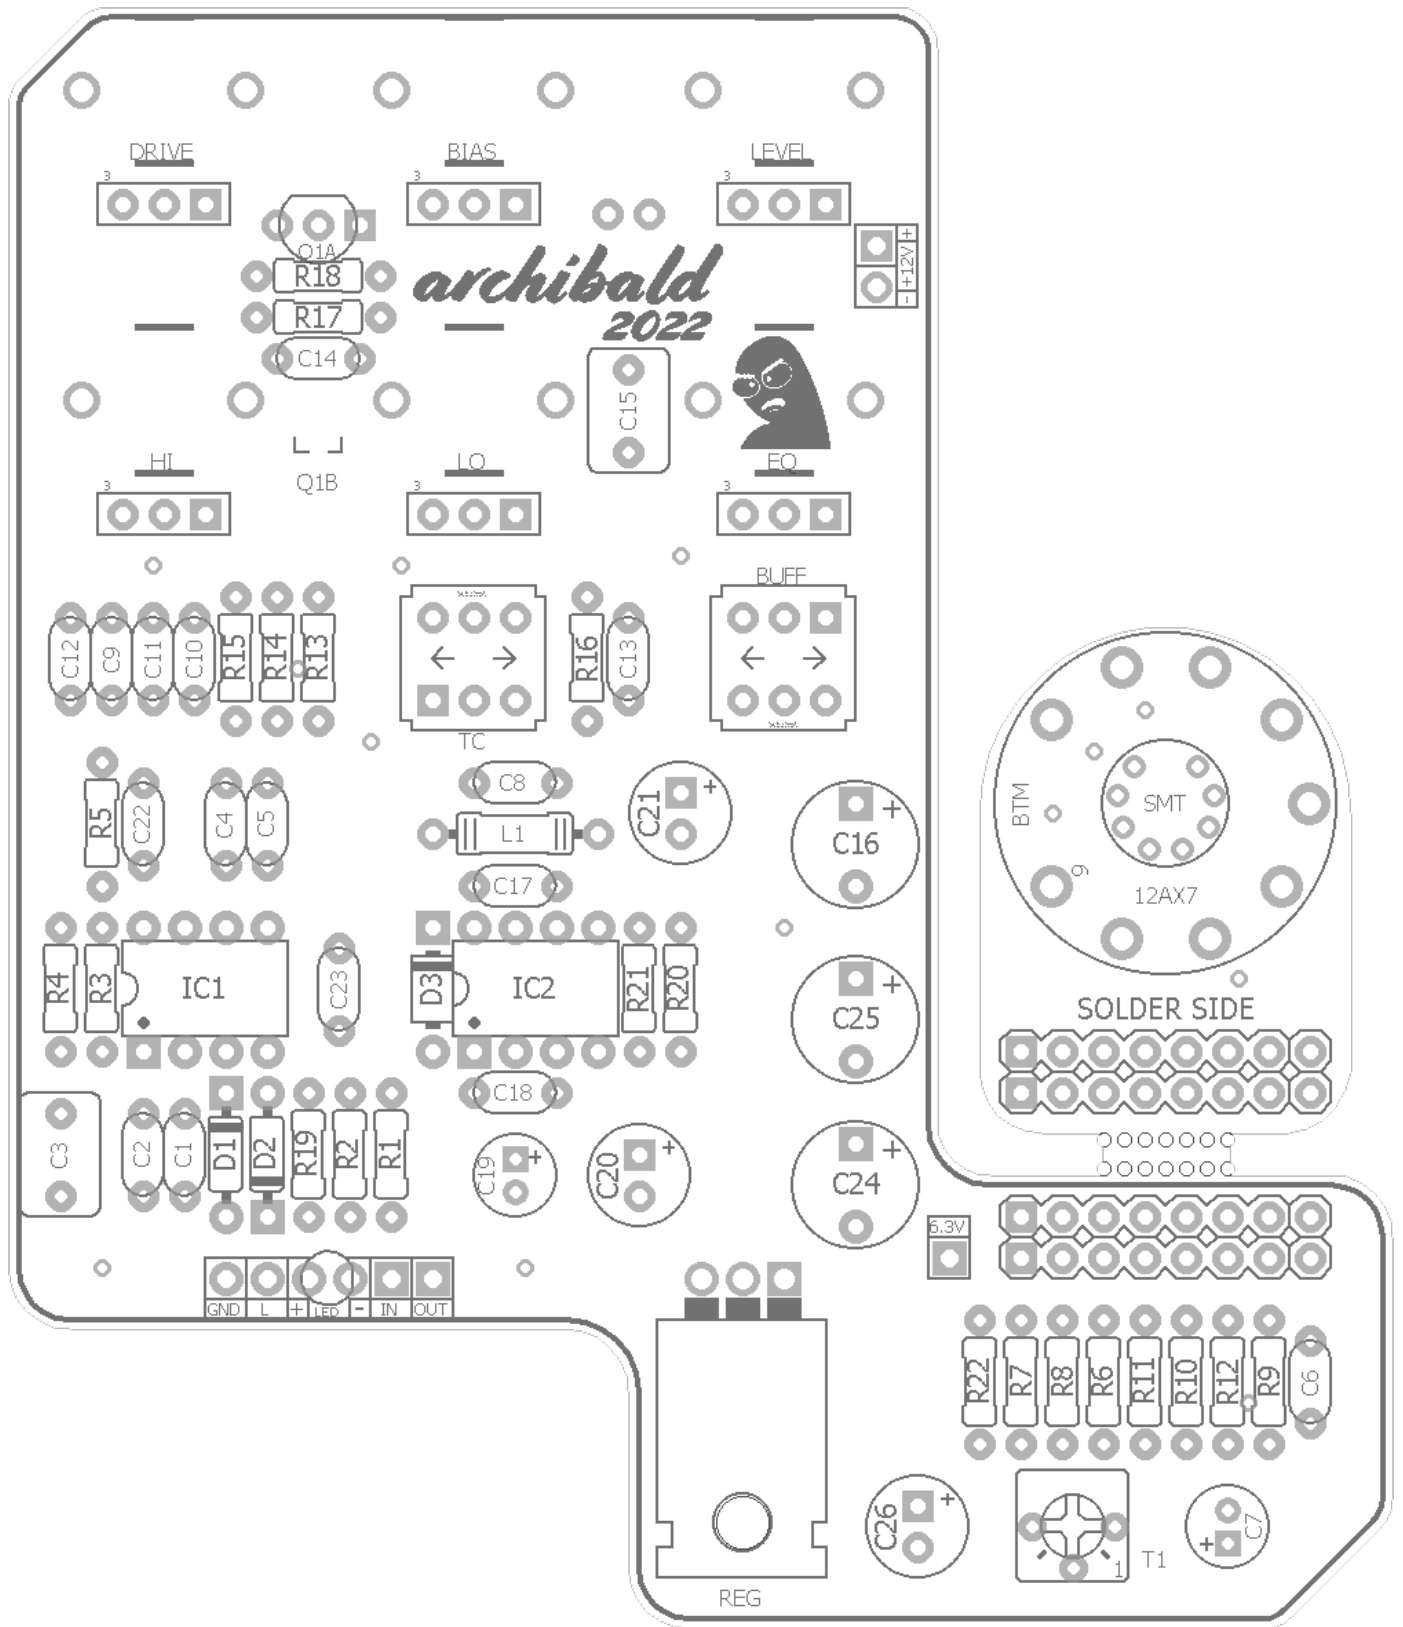 DRIVE BIAS LEVEL
3 3 3
Q1A
+
+12V
-
R18
archibald
2022
R17
C14
C15
HI LO EQ
Q1B
3 3 3
BUFF
C12 C9 C11 C10 R15 R14 R13 R16 C13
TC
C8
R5 C22 C4 C5 L1 C21 + C16 +
C17
BTM SMT
9
12AX7
R4 R3 IC1 C23 D3 IC2 R21 R20 C25 +
SOLDER SIDE
C18
C3 C2 C1 D1 D2 R19 R2 R1 C19 + C20 + C24 +
6.3V
GND L + LED - IN OUT
R22 R7 R8 R6 R11 R10 R12 R9 C6
C26 + 1 T1 + C7
REG